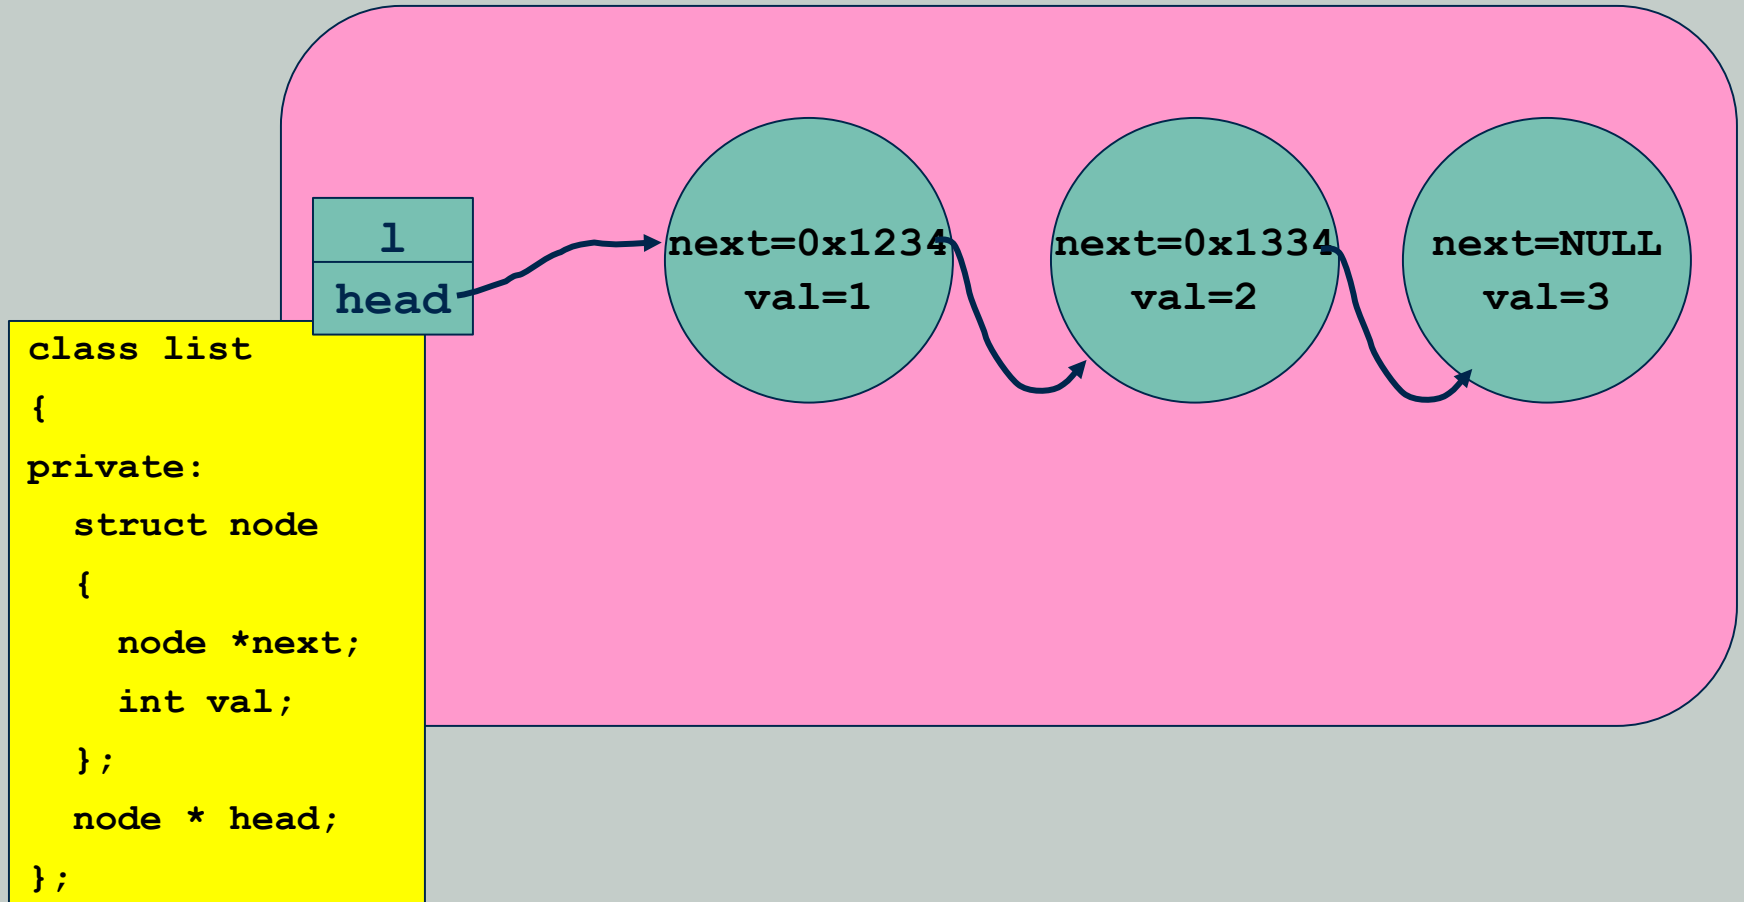 l
head
next=0x1234
val=1
next=0x1334
val=2
next=NULL
val=3
class list
{
private:
  struct node
  {
    node *next;
    int val;
  };
  node * head;
};